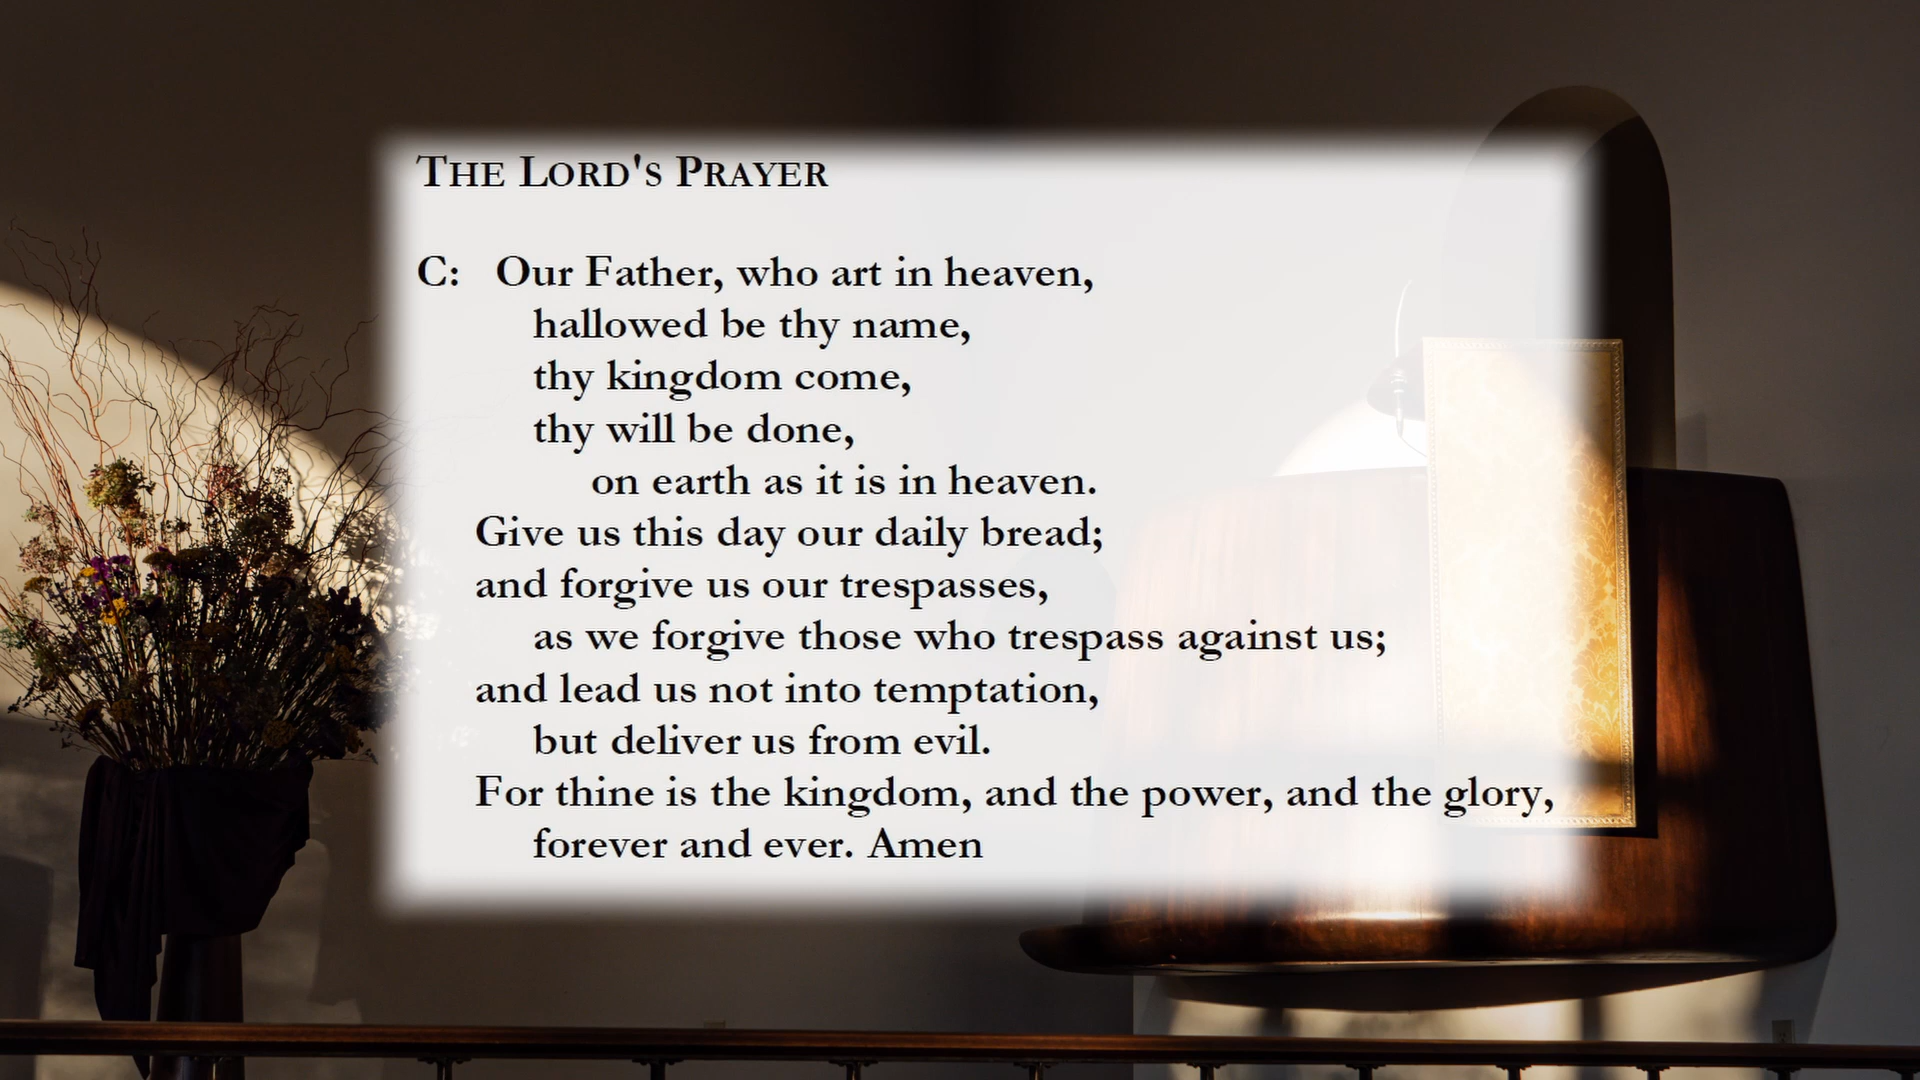 The Lord's Prayer
C: Our Father, who art in heaven,
hallowed be thy name,
thy kingdom come,
thy will be done,
on earth as it is in heaven.
Give us this day our daily bread;
and forgive us our trespasses,
as we forgive those who trespass against us;
and lead us not into temptation,
but deliver us from evil.
For thine is the kingdom, and the power, and the glory,
forever and ever. Amen